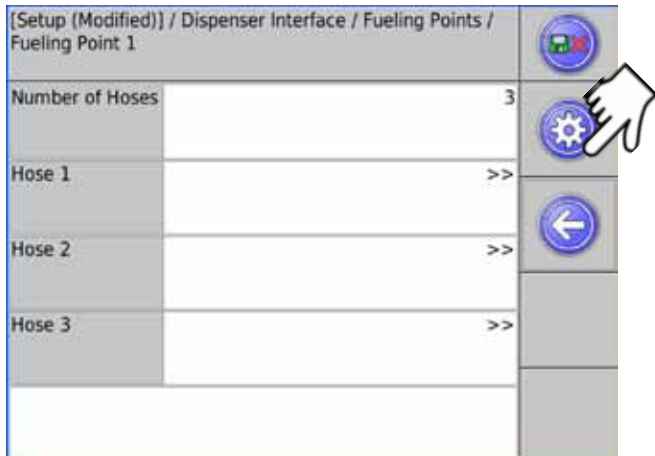 [Setup (Modified)] / Dispenser Interface / Fueling Points /
Fueling Point 1
Number of Hoses 3
Hose 1 >>
Hose 2 >>
Hose 3 >>